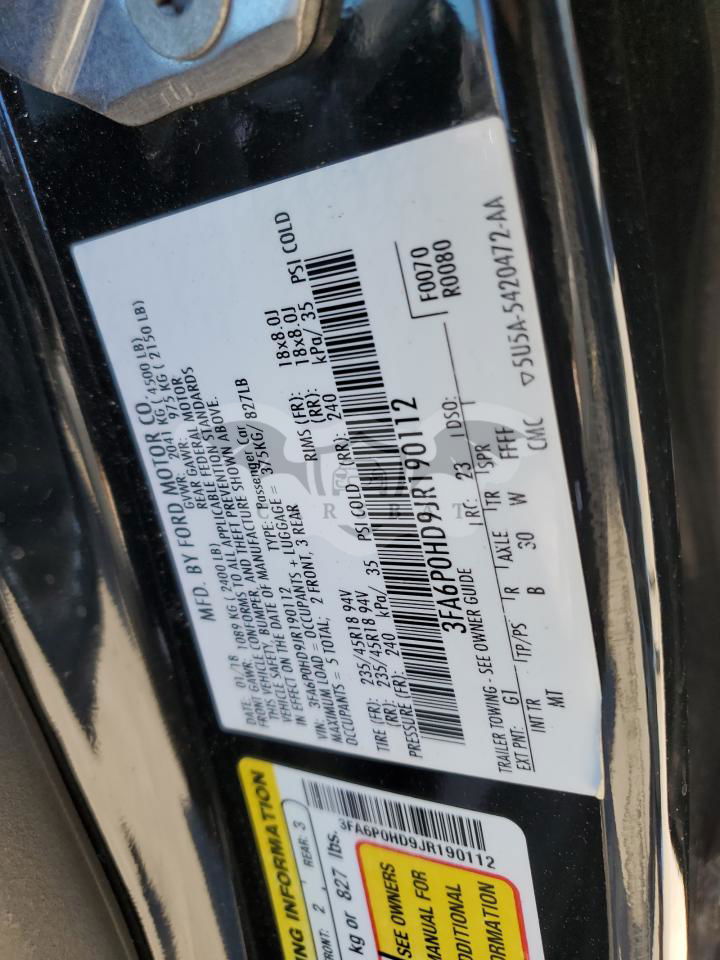 MFD. BY FORD MOTOR CO.
DATE: 01/18 GVWR: 2041 KG ( 4500 LB)
FRONT GAWR: 1089 KG ( 2400 LB) REAR GAWR: 975 KG ( 2150 LB)
THIS VEHICLE CONFORMS TO ALL APPLICABLE FEDERAL MOTOR
VEHICLE SAFETY, BUMPER, AND THEFT PREVENTION STANDARDS
IN EFFECT ON THE DATE OF MANUFACTURE SHOWN ABOVE.
VIN: 3FA6P0HD9JR190112 TYPE: Passenger Car
MAXIMUM LOAD = OCCUPANTS + LUGGAGE = 375KG/ 827LB
OCCUPANTS = 5 TOTAL; 2 FRONT, 3 REAR
TIRE (FR): 235/45R18 94V RIMS (FR): 18x8.0J
(RR): 235/45R18 94V (RR): 18x8.0J
PRESSURE (FR): 240 kPa/ 35 PSI COLD (RR): 240 kPa/ 35 PSI COLD
3FA6P0HD9JR190112
F0070
R0080
TRAILER TOWING - SEE OWNER GUIDE RC: 23 DSO:
EXT PNT: G1
INT TR TP/PS R AXLE TR SPR
MT B 30 W FFFF
CMC ▽5U5A-5420472-AA
CARBAT
ING INFORMATION
FRONT: 2 REAR: 3
kg or 827 lbs.
3FA6P0HD9JR190112
SEE OWNERS
MANUAL FOR
ADDITIONAL